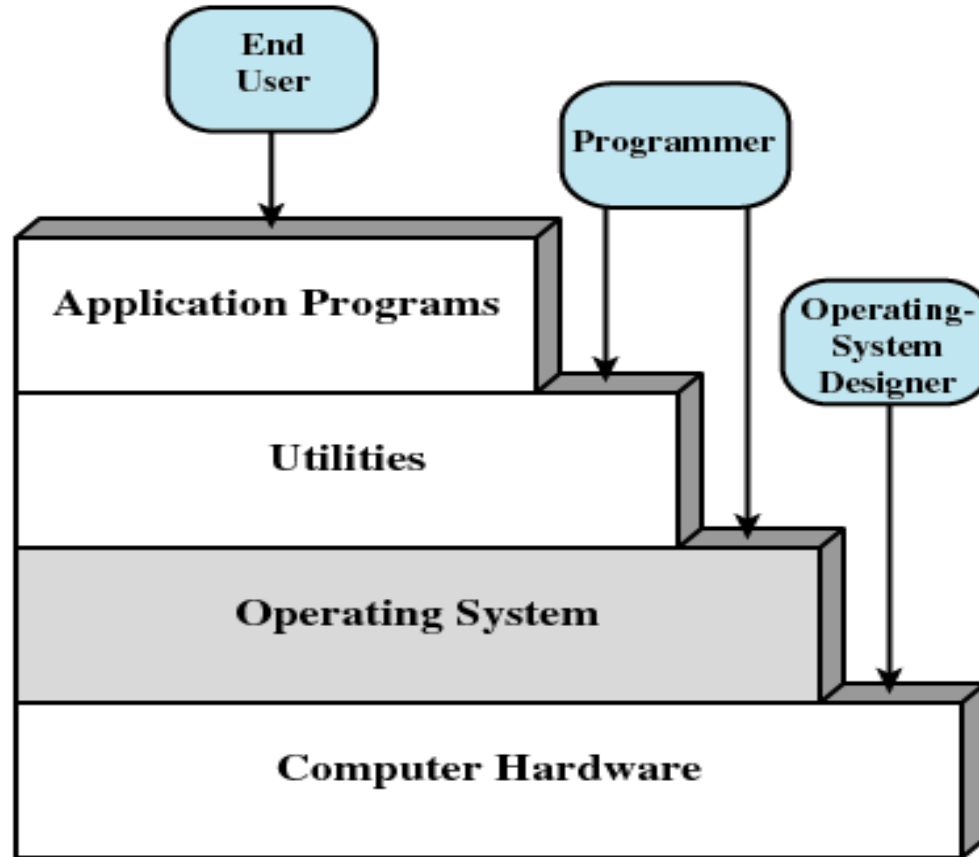 End
User
Programmer
Application Programs
Operating-
System
Designer
Utilities
Operating System
Computer Hardware